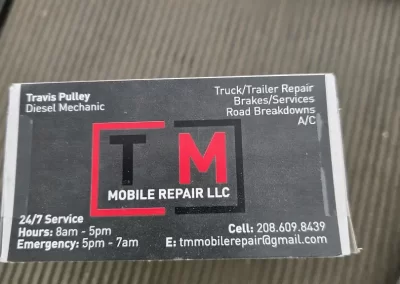 Travis Pulley
Diesel Mechanic
Truck/Trailer Repair
Brakes/Services
Road Breakdowns
A/C
T M
MOBILE REPAIR LLC
24/7 Service
Hours: 8am - 5pm
Emergency: 5pm - 7am
Cell: 208.609.8439
E: tmmobilerepair@gmail.com